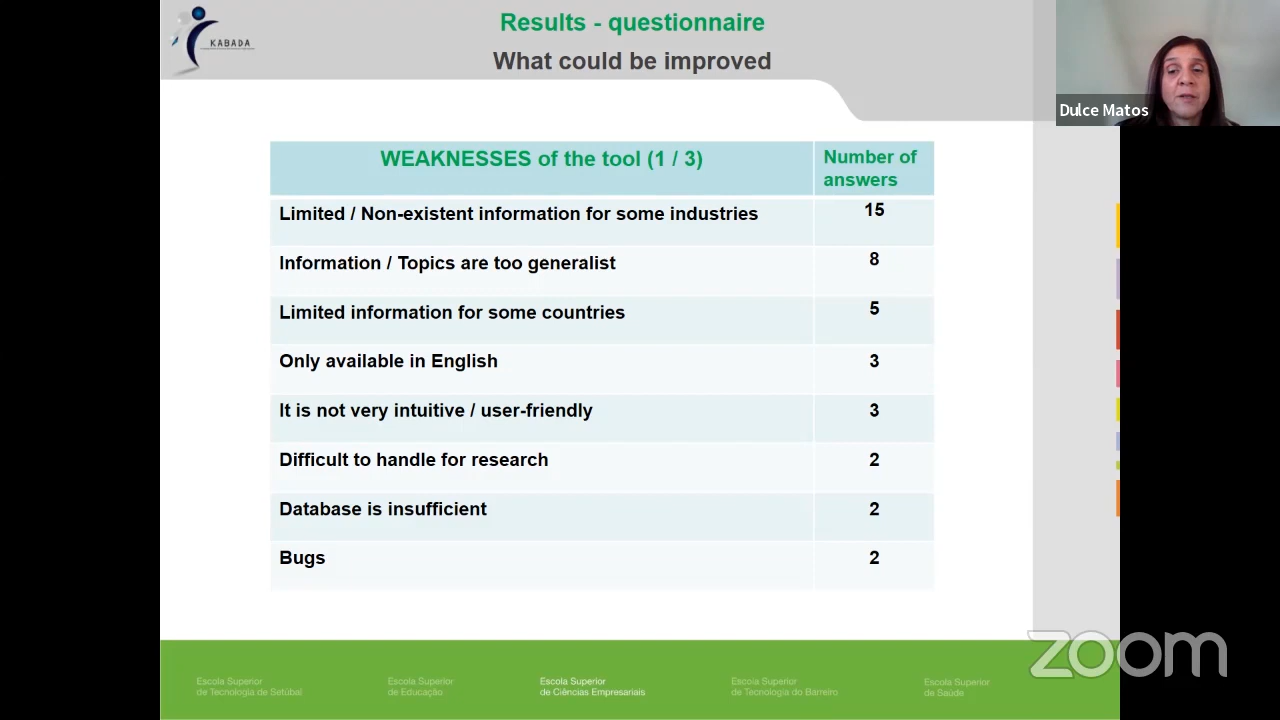 Results - questionnaire
What could be improved
KABADA
Dulce Matos
WEAKNESSES of the tool (1 / 3)
Number of
answers
Limited / Non-existent information for some industries
15
Information / Topics are too generalist
8
Limited information for some countries
5
Only available in English
3
It is not very intuitive / user-friendly
3
Difficult to handle for research
2
Database is insufficient
2
Bugs
2
zoom
Escola Superior
de Tecnologia de Setúbal
Escola Superior
de Educação
Escola Superior
de Ciências Empresariais
Escola Superior
de Tecnologia do Barreiro
Escola Superior
de Saúde